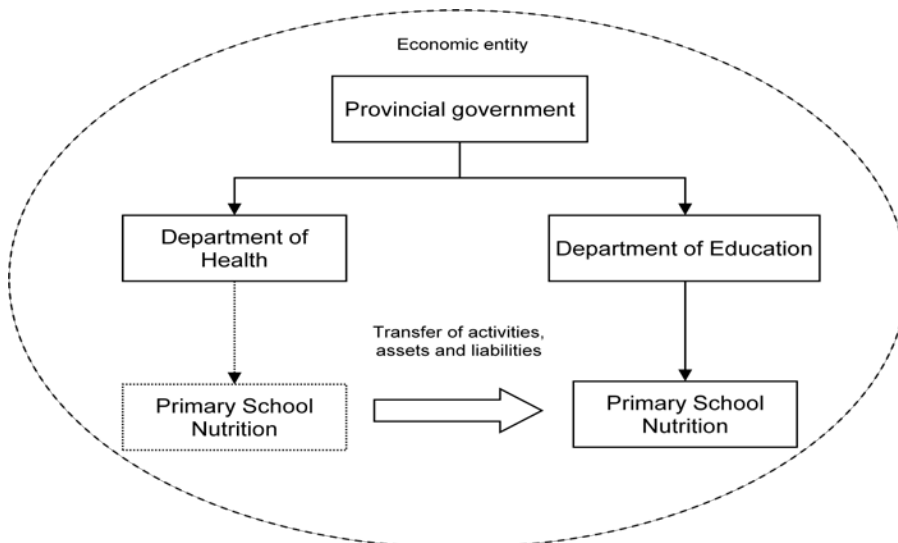 Economic entity
Provincial government
Department of
Health
Department of Education
Transfer of activities,
assets and liabilities
Primary School
Nutrition
Primary School
Nutrition